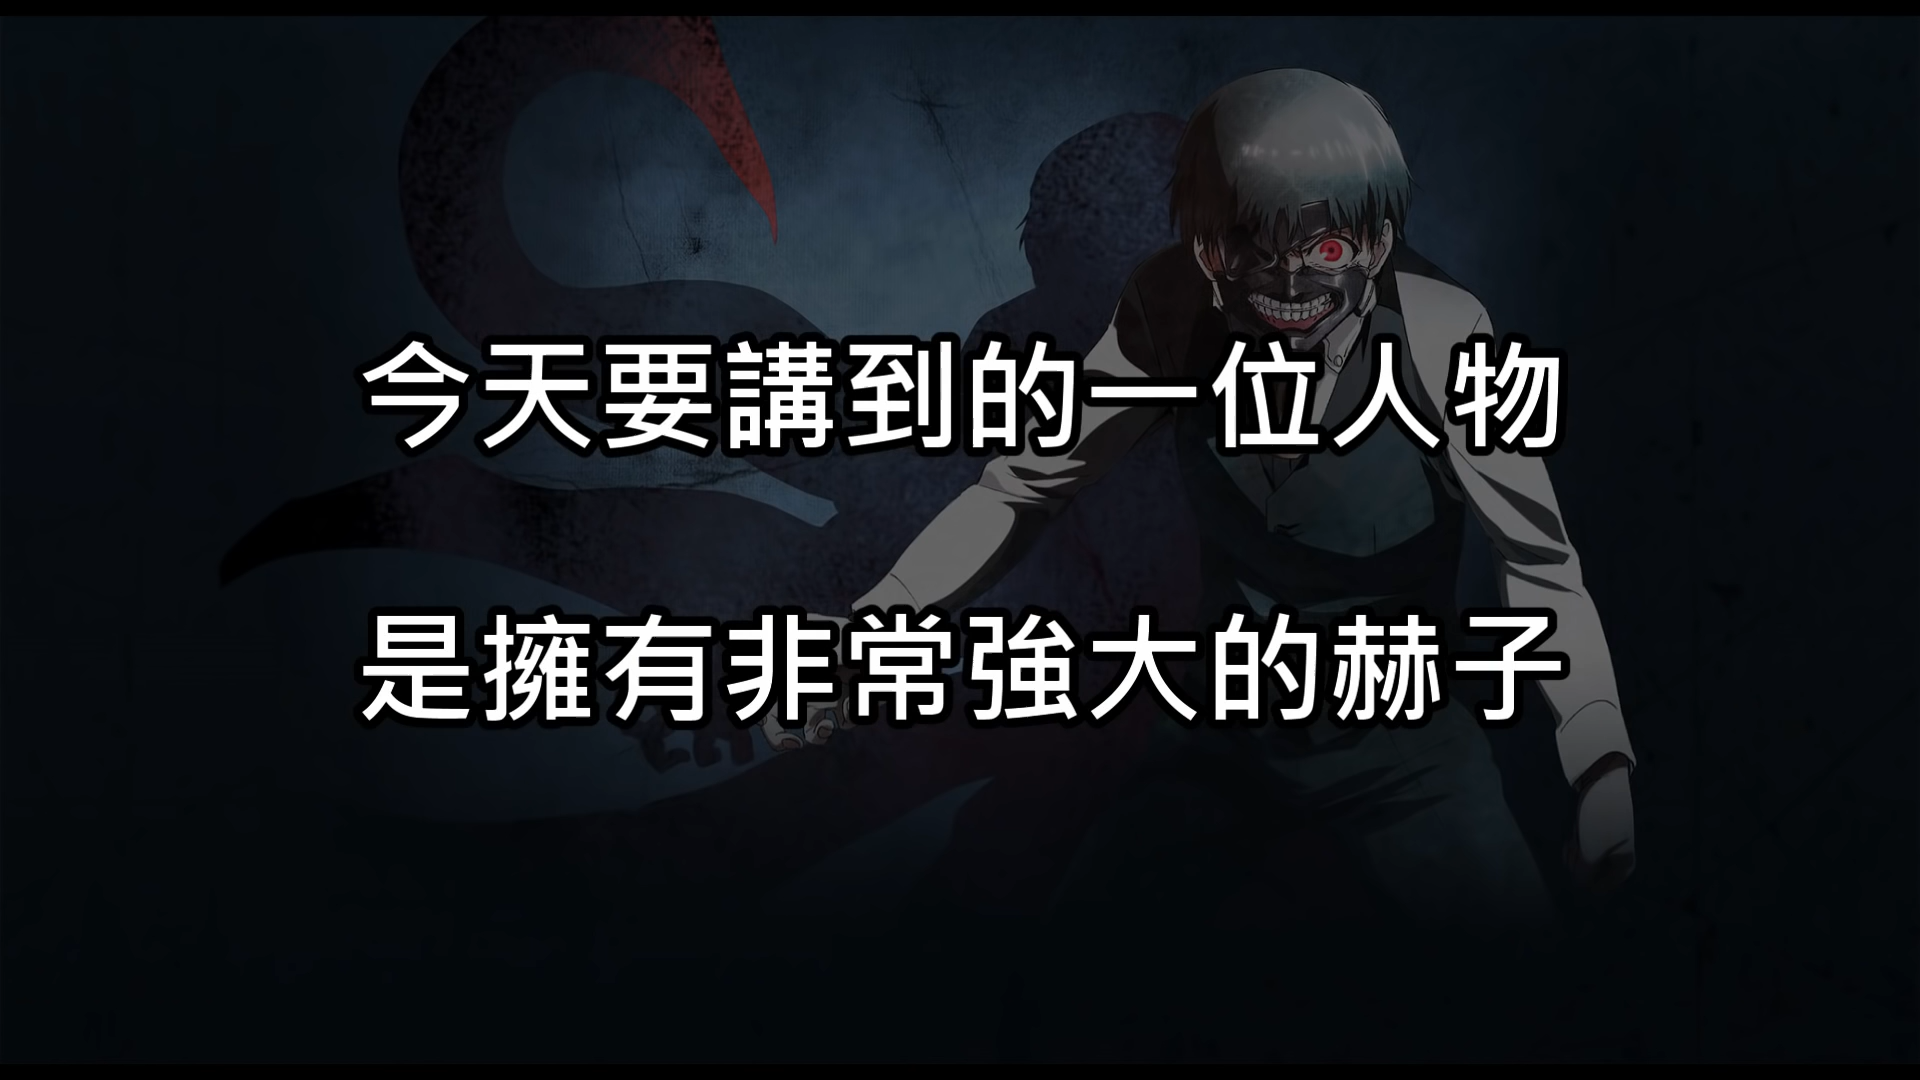 今天要講到的一位人物
是擁有非常強大的赫子